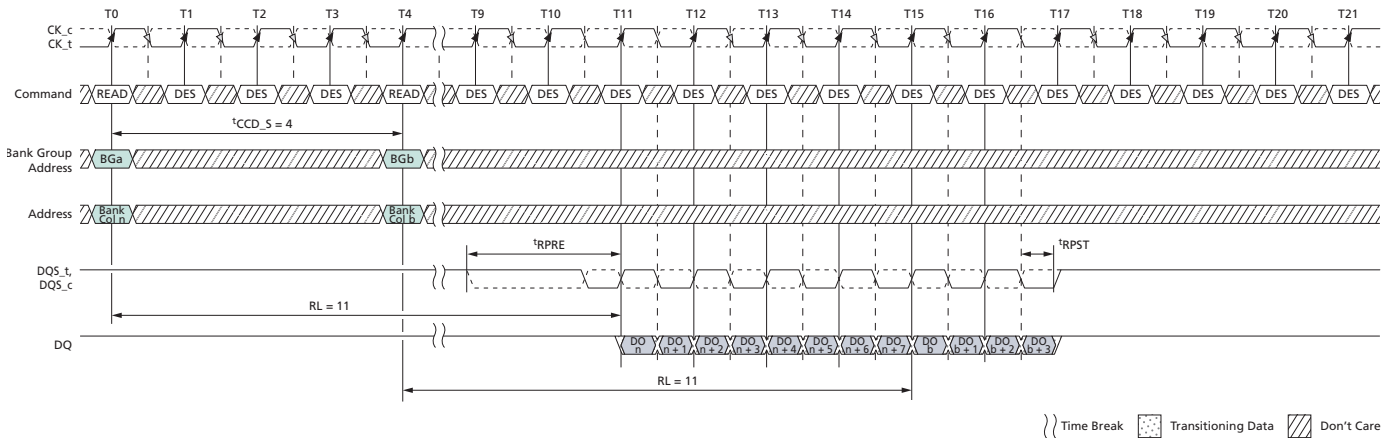 T0 T1 T2 T3 T4 T9 T10 T11 T12 T13 T14 T15 T16 T17 T18 T19 T20 T21
CK_c
CK_t
Command READ DES DES DES READ DES DES DES DES DES DES DES DES DES DES DES DES DES
tCCD_S = 4
Bank Group
Address
BGa BGb
Address
Bank
Col n
Bank
Col b
tRPRE tRPST
DQS_t,
DQS_c
RL = 11
DQ
DO
n
DO
n + 1
DO
n + 2
DO
n + 3
DO
n + 4
DO
n + 5
DO
n + 6
DO
n + 7
DO
b
DO
b + 1
DO
b + 2
DO
b + 3
RL = 11
Time Break Transitioning Data Don't Care